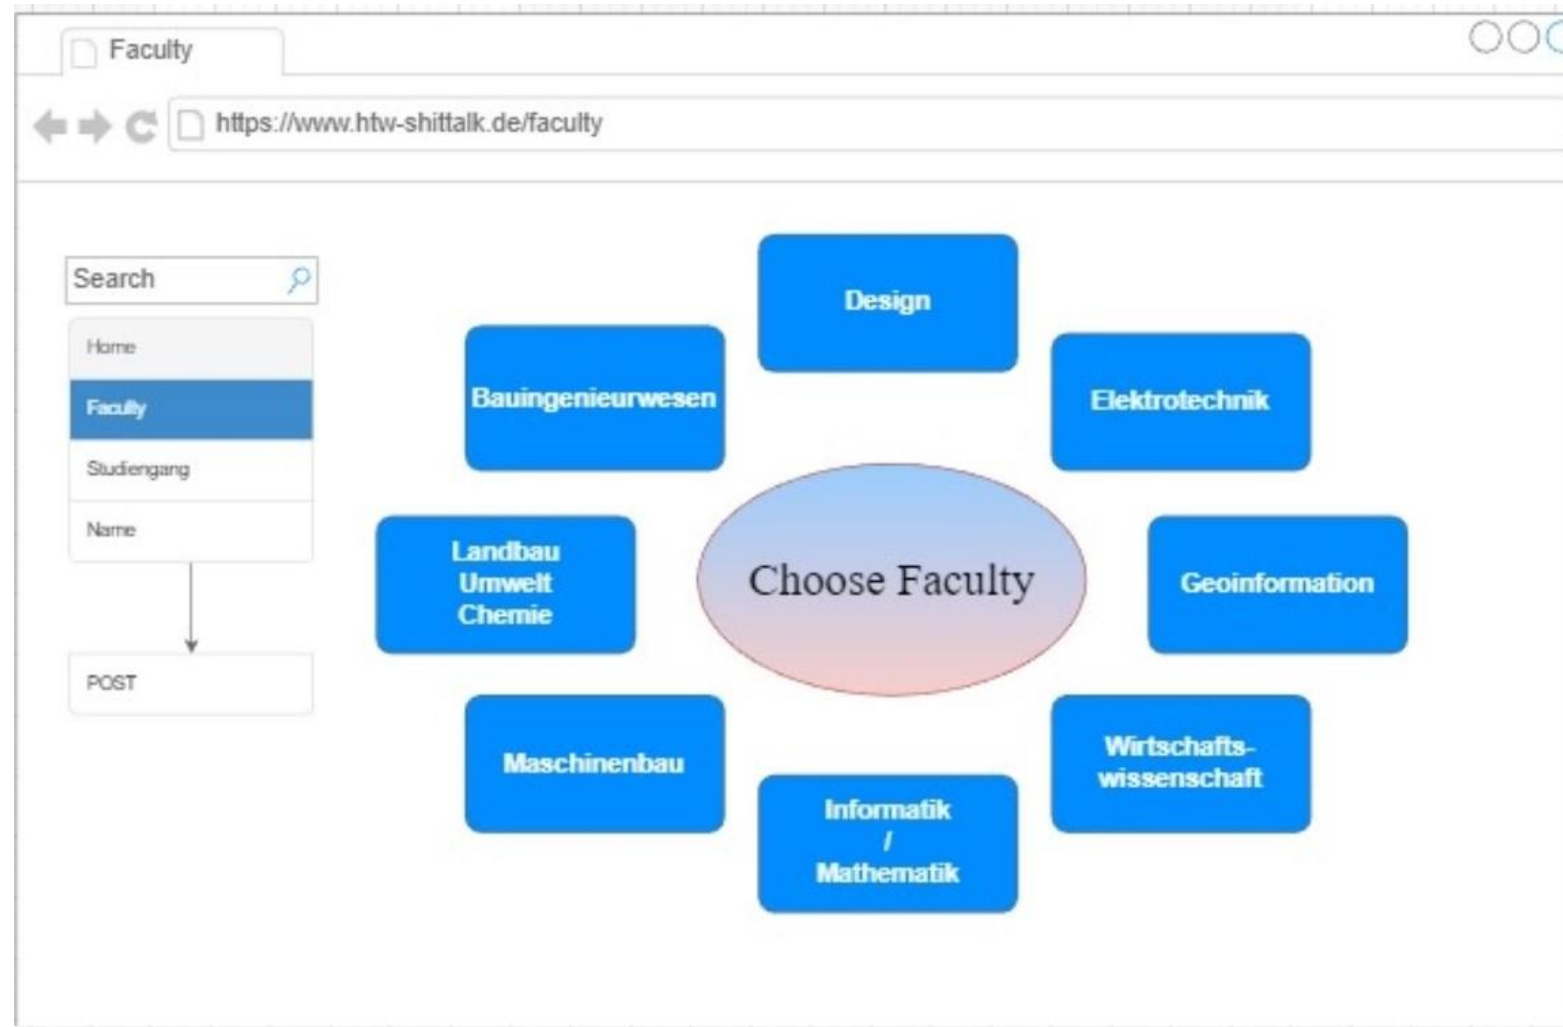 Faculty
https://www.htw-shittalk.de/faculty
Search
Home
Faculty
Studiengang
Name
POST
Design
Bauingenieurwesen
Elektrotechnik
Landbau
Umwelt
Chemie
Choose Faculty
Geoinformation
Maschinenbau
Wirtschafts-
wissenschaft
Informatik
/
Mathematik